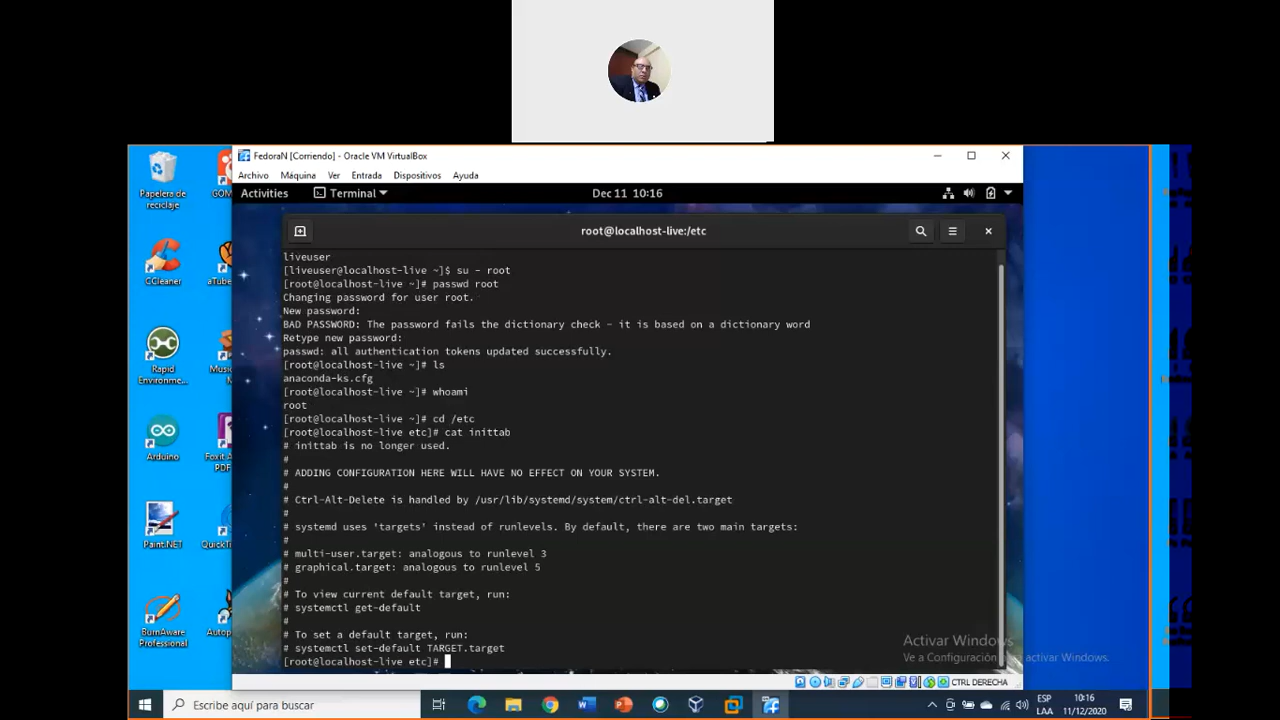 FedoraN [Corriendo] - Oracle VM VirtualBox
Archivo Máquina Ver Entrada Dispositivos Ayuda
Activities Terminal Dec 11 10:16
root@localhost-live:/etc
liveuser
[liveuser@localhost-live ~]$ su - root
[root@localhost-live ~]# passwd root
Changing password for user root.
New password:
BAD PASSWORD: The password fails the dictionary check - it is based on a dictionary word
Retype new password:
passwd: all authentication tokens updated successfully.
[root@localhost-live ~]# ls
anaconda-ks.cfg
[root@localhost-live ~]# whoami
root
[root@localhost-live ~]# cd /etc
[root@localhost-live etc]# cat inittab
# inittab is no longer used.
#
# ADDING CONFIGURATION HERE WILL HAVE NO EFFECT ON YOUR SYSTEM.
#
# Ctrl-Alt-Delete is handled by /usr/lib/systemd/system/ctrl-alt-del.target
#
# systemd uses 'targets' instead of runlevels. By default, there are two main targets:
#
# multi-user.target: analogous to runlevel 3
# graphical.target: analogous to runlevel 5
#
# To view current default target, run:
# systemctl get-default
#
# To set a default target, run:
# systemctl set-default TARGET.target
[root@localhost-live etc]#
Papelera de
reciclaje
GOM
CCleaner
aTube
Rapid
Environme...
Music
Arduino
Foxit
PDF
Paint.NET
QuickT
BurnAware
Professional
Autop
Activar Windows
Ve a Configuración activar Windows.
CTRL DERECHA
Escribe aquí para buscar
ESP
LAA
10:16
11/12/2020